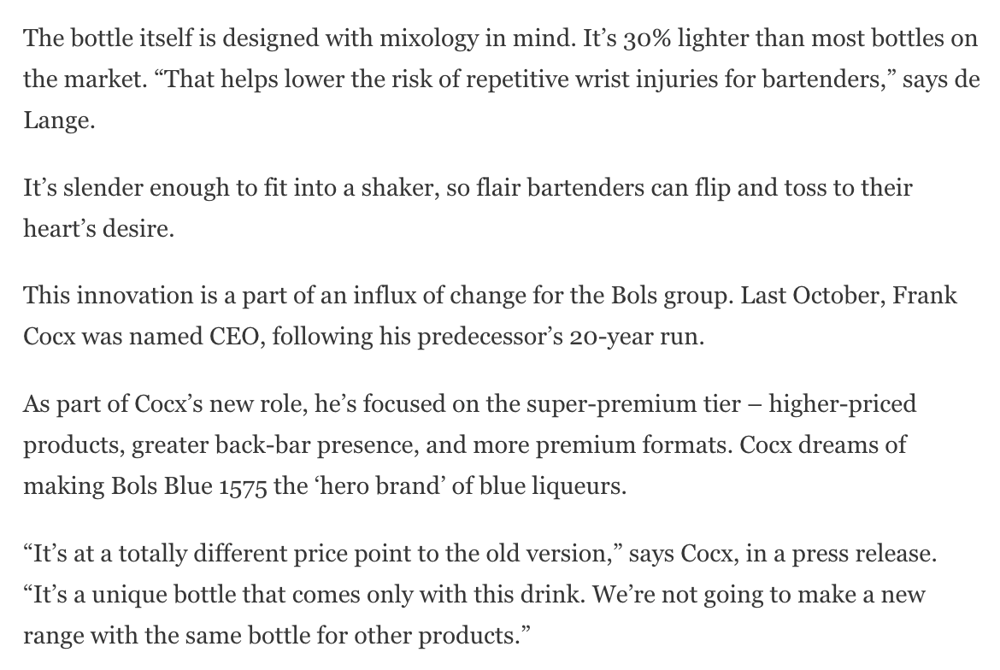 The bottle itself is designed with mixology in mind. It’s 30% lighter than most bottles on
the market. “That helps lower the risk of repetitive wrist injuries for bartenders,” says de
Lange.
It’s slender enough to fit into a shaker, so flair bartenders can flip and toss to their
heart’s desire.
This innovation is a part of an influx of change for the Bols group. Last October, Frank
Cocx was named CEO, following his predecessor’s 20-year run.
As part of Cocx’s new role, he’s focused on the super-premium tier – higher-priced
products, greater back-bar presence, and more premium formats. Cocx dreams of
making Bols Blue 1575 the ‘hero brand’ of blue liqueurs.
“It’s at a totally different price point to the old version,” says Cocx, in a press release.
“It’s a unique bottle that comes only with this drink. We’re not going to make a new
range with the same bottle for other products.”